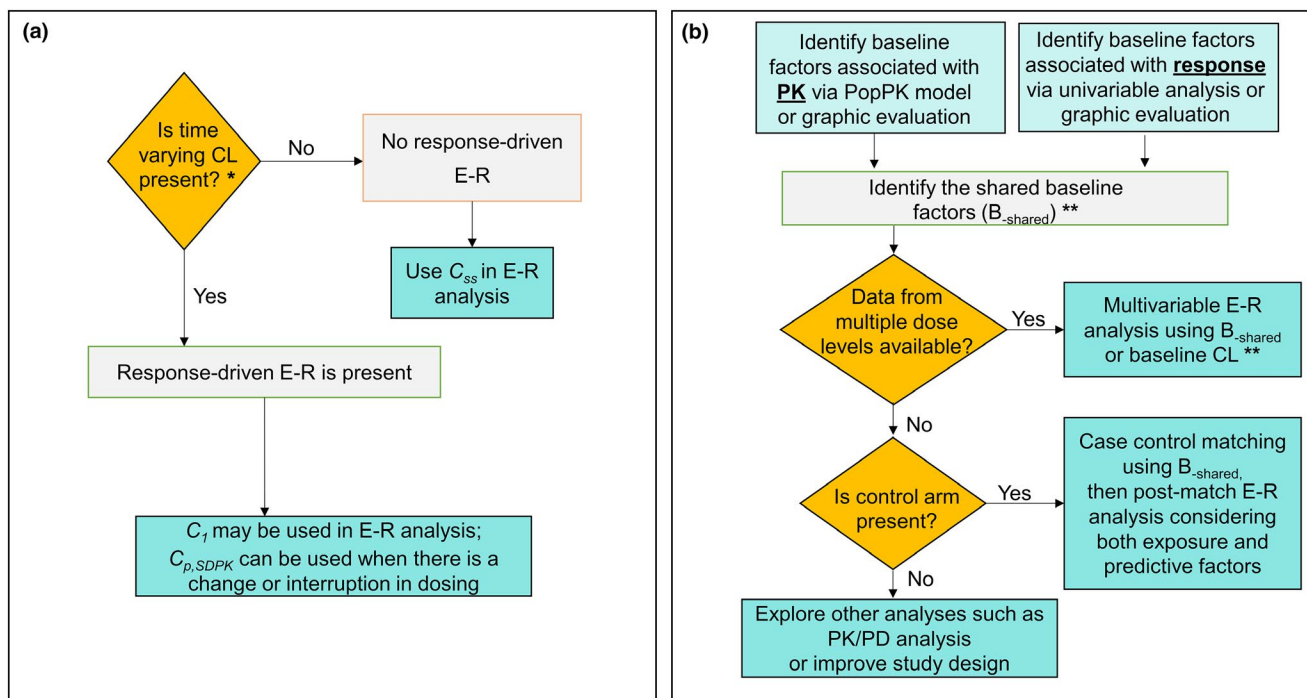 (a)
Is time
varying CL
present? *
No
No response-driven
E-R
Use Css in E-R
analysis
Yes
Response-driven E-R is present
C1 may be used in E-R analysis;
Cp,SDPK can be used when there is a
change or interruption in dosing
(b)
Identify baseline
factors associated with
PK via PopPK model
or graphic evaluation
Identify baseline factors
associated with response
via univariable analysis or
graphic evaluation
Identify the shared baseline
factors (B-shared) **
Data from
multiple dose
levels available?
Yes
Multivariable E-R
analysis using B-shared
or baseline CL **
No
Is control arm
present?
Yes
Case control matching
using B-shared,
then post-match E-R
analysis considering
both exposure and
predictive factors
No
Explore other analyses such as
PK/PD analysis
or improve study design